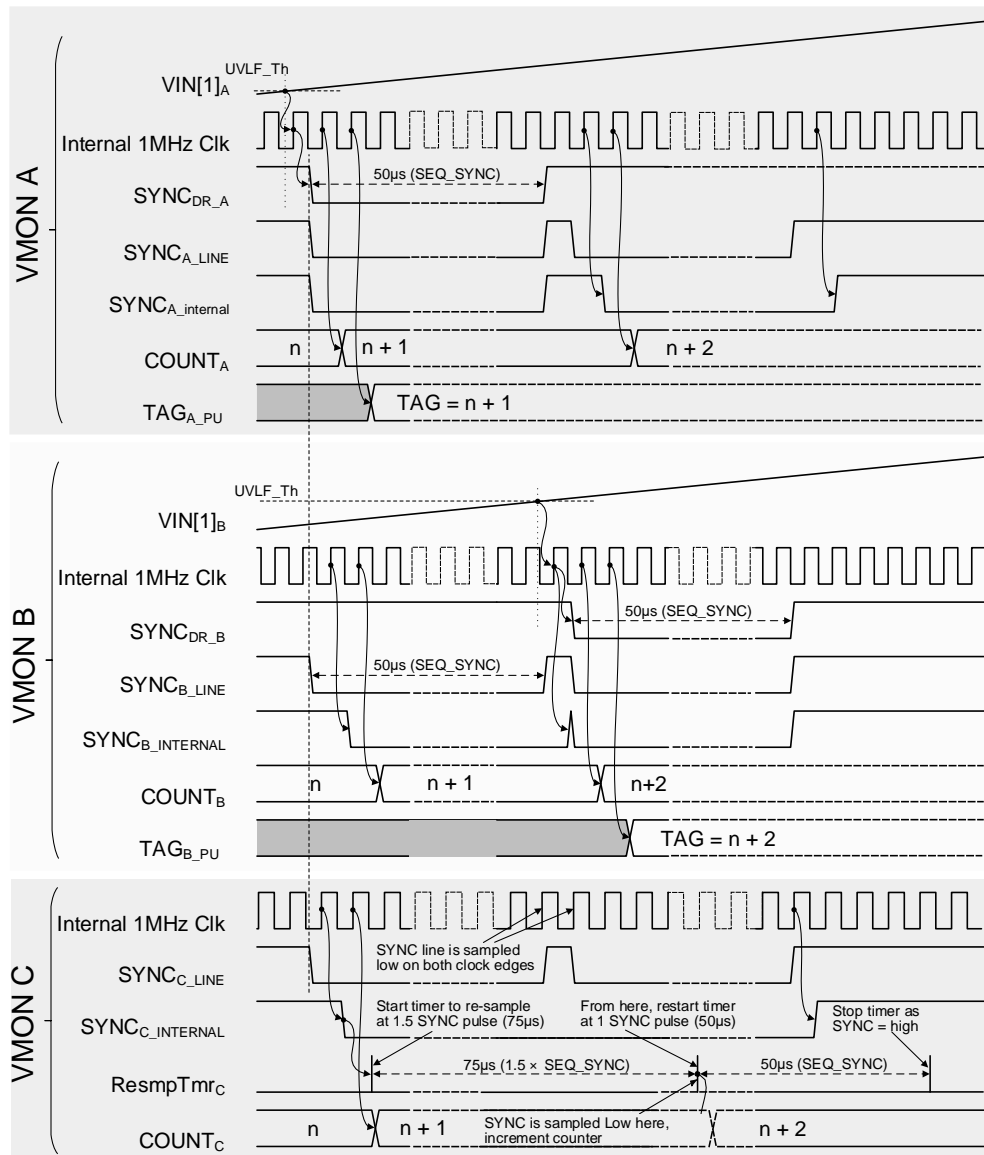 VMON A
UVLF_Th
VIN[1]A
Internal 1MHz Clk
50µs (SEQ_SYNC)
SYNCDR_A
SYNCA_LINE
SYNCA_internal
n
n + 1
n + 2
COUNTA
TAG = n + 1
TAGA_PU
VMON B
UVLF_Th
VIN[1]B
Internal 1MHz Clk
50µs (SEQ_SYNC)
SYNCDR_B
50µs (SEQ_SYNC)
SYNCB_LINE
SYNCB_INTERNAL
n
n + 1
n+2
COUNTB
TAG = n + 2
TAGB_PU
VMON C
Internal 1MHz Clk
SYNC line is sampled
low on both clock edges
SYNCC_LINE
Start timer to re-sample
at 1.5 SYNC pulse (75µs)
From here, restart timer
at 1 SYNC pulse (50µs)
Stop timer as
SYNC = high
SYNCC_INTERNAL
75µs (1.5 × SEQ_SYNC)
50µs (SEQ_SYNC)
ResmpTmrC
SYNC is sampled Low here,
increment counter
n
n + 1
n + 2
COUNTC